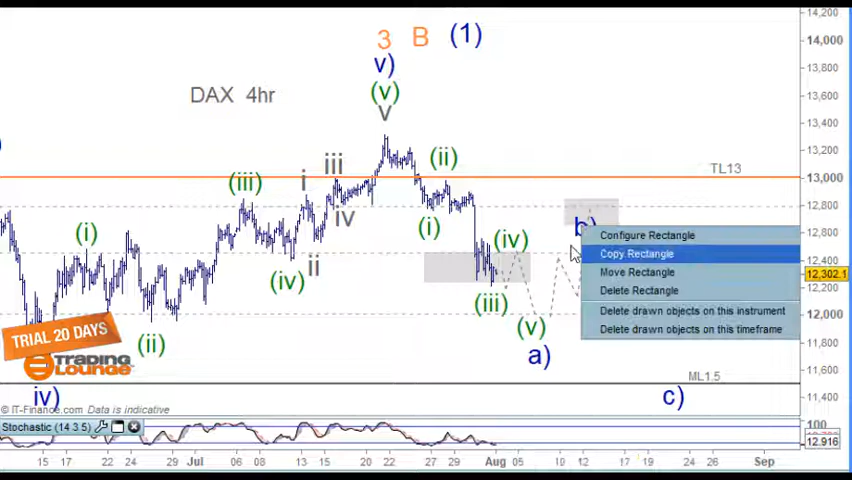 14,200
3 B (1)
14,000
v)
13,800
(v)
DAX 4hr
13,600
v
13,400
iii
(ii)
13,200
TL13
(iii)
i
13,000
iv
12,800
(i)
(i)
b)
(iv)
12,600
Configure Rectangle
Copy Rectangle
12,400
ii
(iv)
Move Rectangle
12,302.1
Delete Rectangle
12,200
(iii)
Delete drawn objects on this instrument
12,000
(v)
Delete drawn objects on this timeframe
TRIAL 20 DAYS
(ii)
11,800
a)
TRADING
LOUNGE
11,600
ML1.5
iv)
c)
11,400
© IT-Finance.com Data is indicative
Stochastic (14 3 5)
100
12.916
15 17 22 24 29 Jul 06 08 13 15 20 22 27 29 Aug 05 10 12 17 19 24 26 Sep